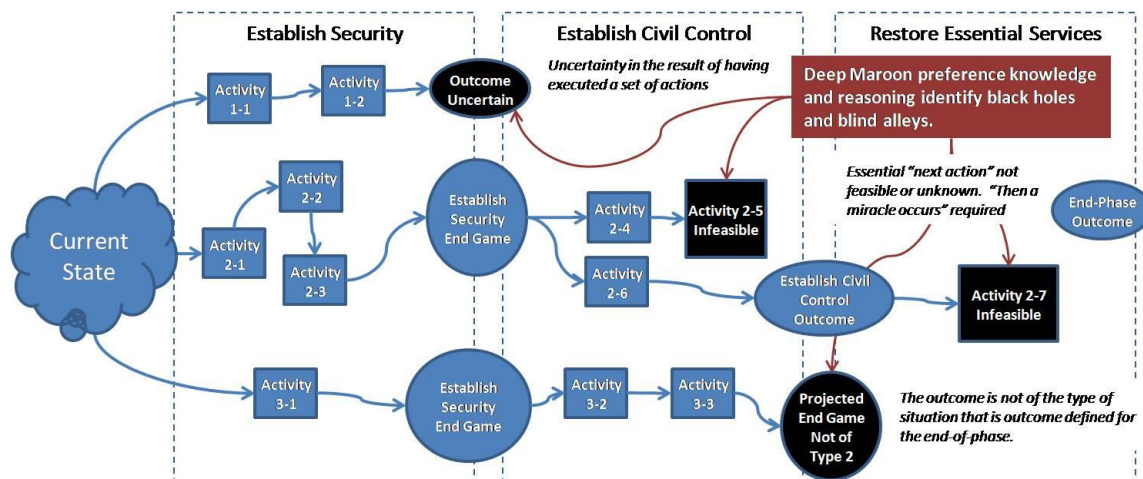 Establish Security
Establish Civil Control
Restore Essential Services
Uncertainty in the result of having
executed a set of actions
Deep Maroon preference knowledge
and reasoning identify black holes
and blind alleys.
Activity
1-1
Activity
1-2
Outcome
Uncertain
Essential “next action” not
feasible or unknown. “Then a
miracle occurs” required
End-Phase
Outcome
Current
State
Activity
2-1
Activity
2-2
Activity
2-3
Establish
Security
End Game
Activity
2-4
Activity 2-5
Infeasible
Activity
2-6
Establish Civil
Control
Outcome
Activity 2-7
Infeasible
Activity
3-1
Establish
Security
End Game
Activity
3-2
Activity
3-3
Projected
End Game
Not of
Type 2
The outcome is not of the type of
situation that is outcome defined for
the end-of-phase.